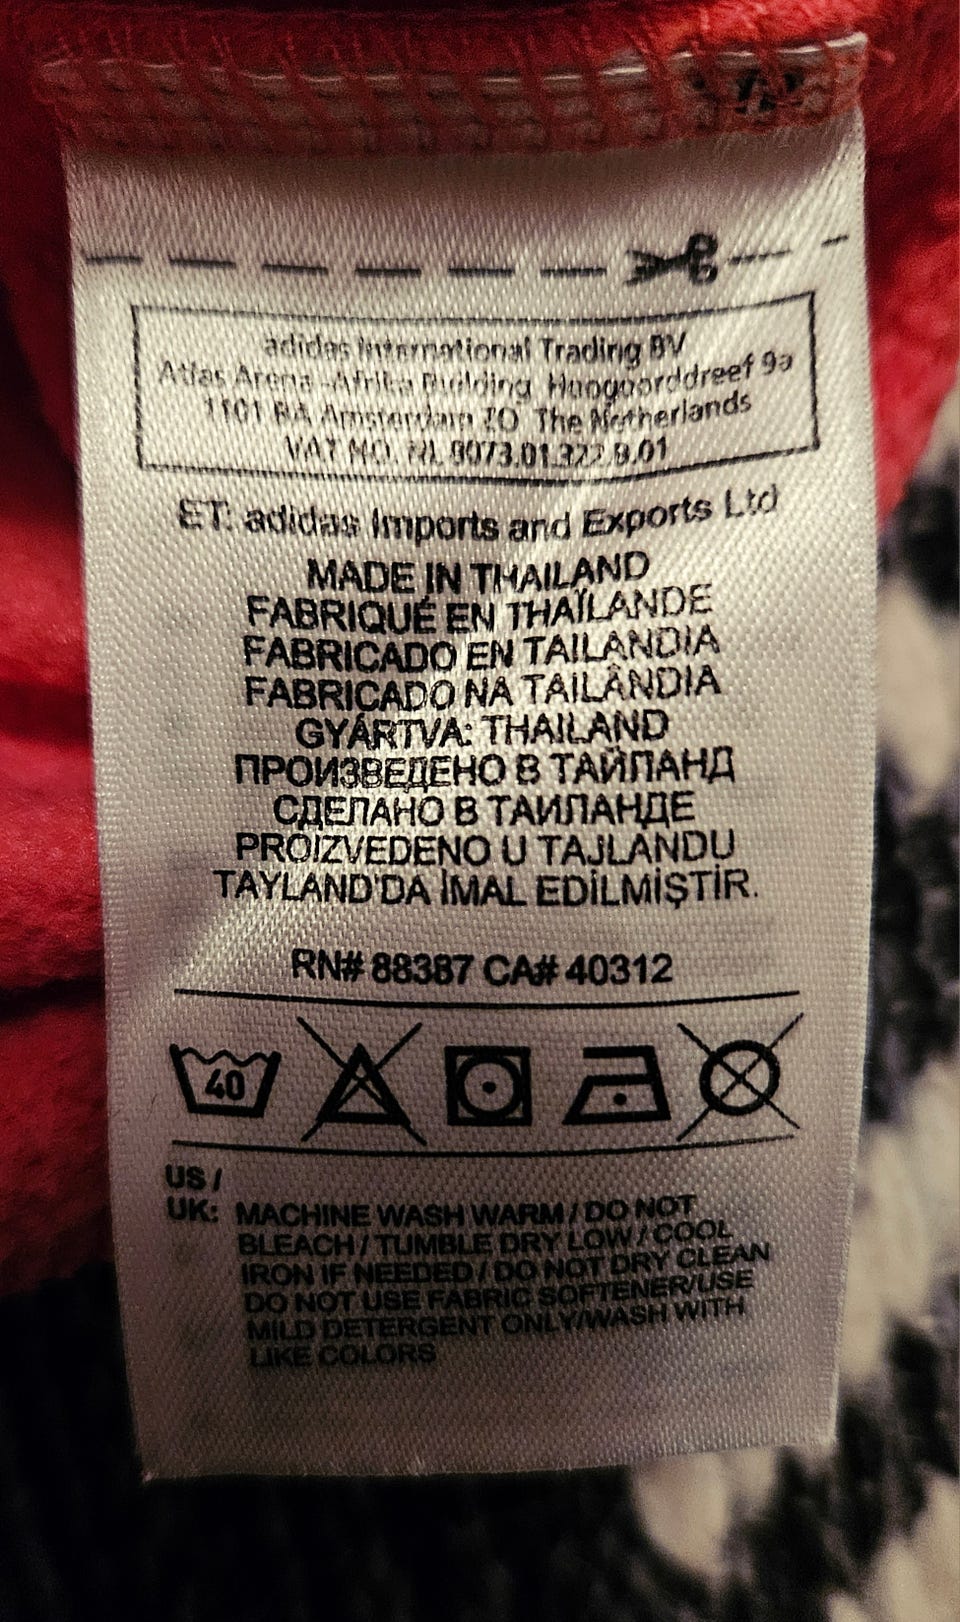 adidas International Trading BV
Atlas Arena -Afrika Building Hoogoorddreef 9a
1101 BA Amsterdam ZO The Netherlands
VAT NO. NL 8073.01.322.B.01
ET: adidas Imports and Exports Ltd
MADE IN THAILAND
FABRIQUÉ EN THAÏLANDE
FABRICADO EN TAILANDIA
FABRICADO NA TAILÂNDIA
GYÁRTVA: THAILAND
ПРОИЗВЕДЕНО В ТАЙЛАНД
СДЕЛАНО В ТАИЛАНДЕ
PROIZVEDENO U TAJLANDU
TAYLAND'DA İMAL EDİLMİŞTİR.
RN# 88387 CA# 40312
40
US /
UK: MACHINE WASH WARM / DO NOT
BLEACH / TUMBLE DRY LOW / COOL
IRON IF NEEDED / DO NOT DRY CLEAN
DO NOT USE FABRIC SOFTENER/USE
MILD DETERGENT ONLY/WASH WITH
LIKE COLORS